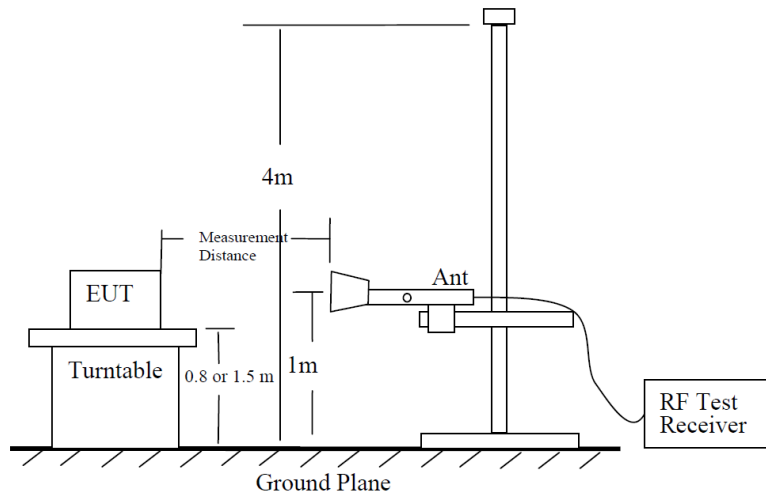 4m
Measurement
Distance
EUT
Ant
Turntable
0.8 or 1.5 m
1m
RF Test
Receiver
Ground Plane